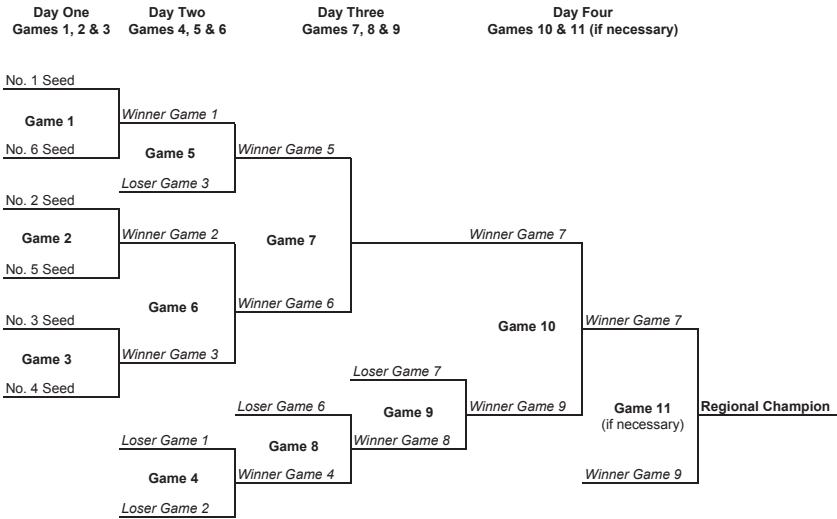 Day One
Games 1, 2 & 3
Day Two
Games 4, 5 & 6
Day Three
Games 7, 8 & 9
Day Four
Games 10 & 11 (if necessary)
No. 1 Seed
Game 1
No. 6 Seed
Winner Game 1
Game 5
Loser Game 3
Winner Game 5
No. 2 Seed
Game 2
No. 5 Seed
Winner Game 2
Game 6
Winner Game 3
Game 7
Winner Game 6
Winner Game 7
No. 3 Seed
Game 3
No. 4 Seed
Game 10
Winner Game 7
Loser Game 7
Game 9
Winner Game 9
Loser Game 6
Game 8
Winner Game 8
Loser Game 1
Game 4
Loser Game 2
Winner Game 4
Game 11
(if necessary)
Regional Champion
Winner Game 9